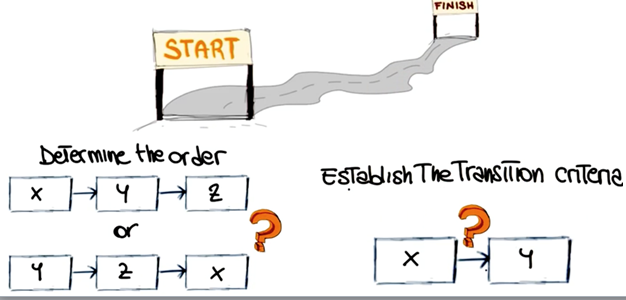 FINISH
START
Determine the order
X → Y → Z
or
Y → Z → X
?
Establish The Transition criteria
?
X → Y